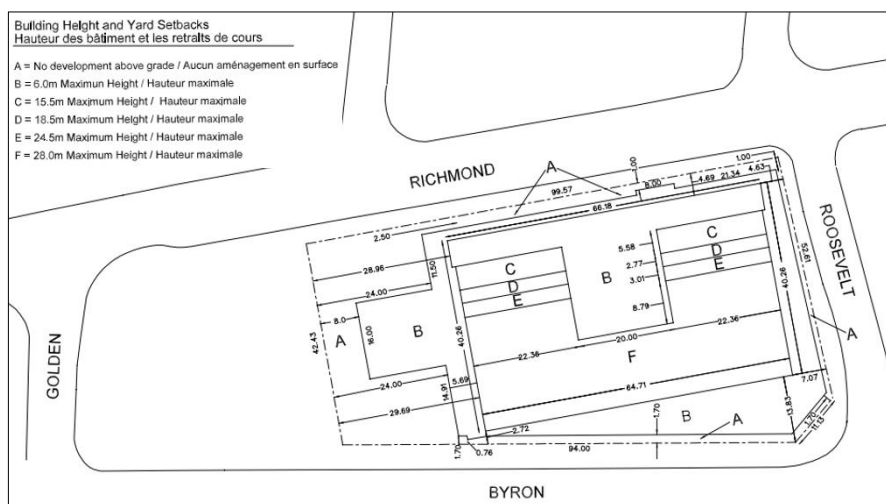 Building Height and Yard Setbacks
Hauteur des bâtiment et les retraits de cours
A = No development above grade / Aucun aménagement en surface
B = 6.0m Maximun Height / Hauteur maximale
C = 15.5m Maximum Height / Hauteur maximale
D = 18.5m Maximum Height / Hauteur maximale
E = 24.5m Maximum Height / Hauteur maximale
F = 28.0m Maximum Height / Hauteur maximale
RICHMOND
A
1.00
1.00
99.57
8.00
4.69
21.34
4.63
66.18
2.50
ROOSEVELT
28.96
11.50
5.58
C
D
E
C
D
E
2.77
3.01
B
52.61
40.26
24.00
8.0
A
16.00
B
8.79
42.43
40.26
22.36
20.00
22.36
F
A
GOLDEN
24.00
5.69
14.91
29.69
64.71
7.07
13.83
1.70
B
A
1.70
11.13
2.72
1.70
0.76
94.00
BYRON